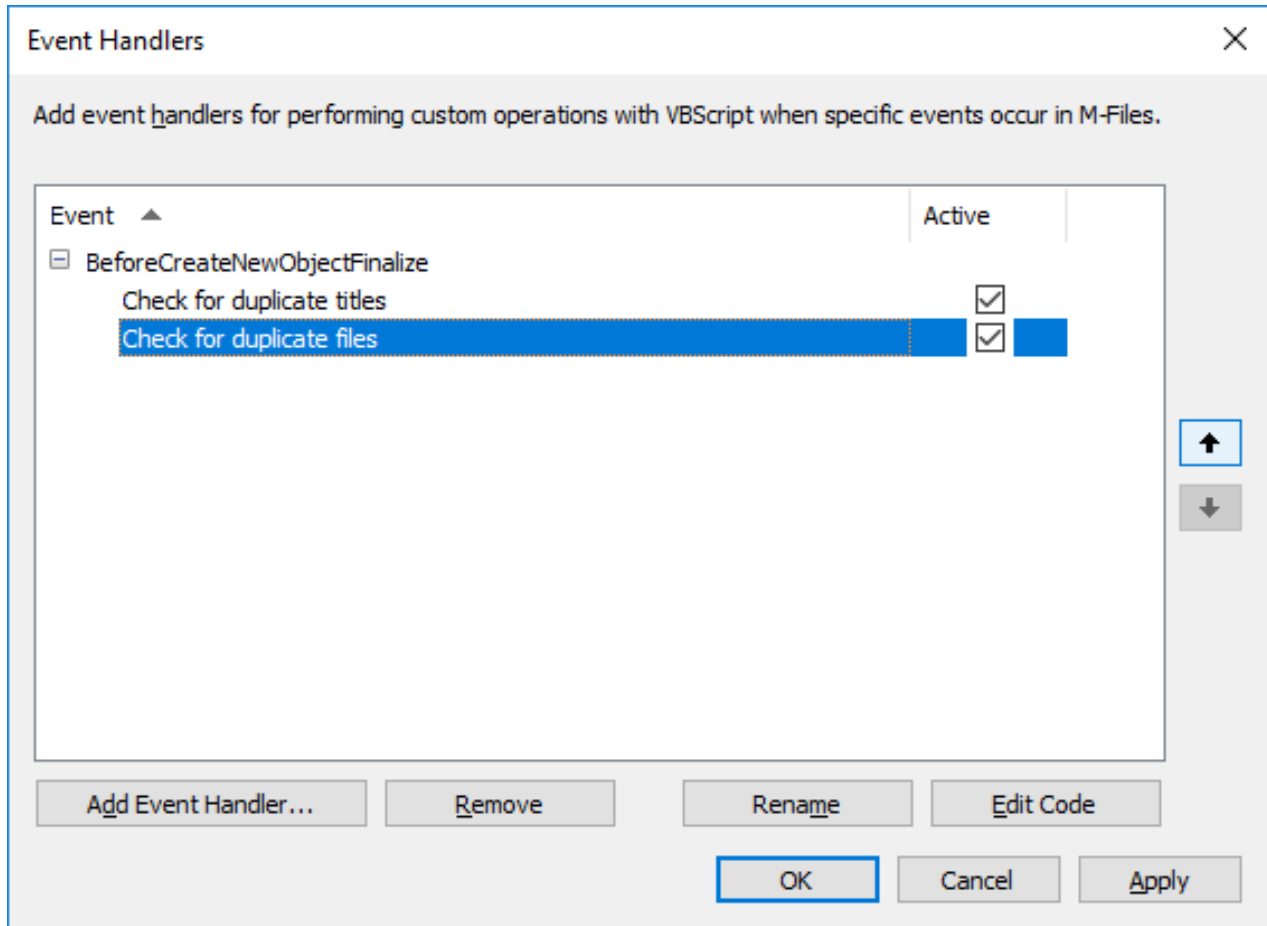 Event Handlers
Add event handlers for performing custom operations with VBScript when specific events occur in M-Files.
Event Active
BeforeCreateNewObjectFinalize
Check for duplicate titles
Check for duplicate files
Add Event Handler... Remove Rename Edit Code
OK Cancel Apply